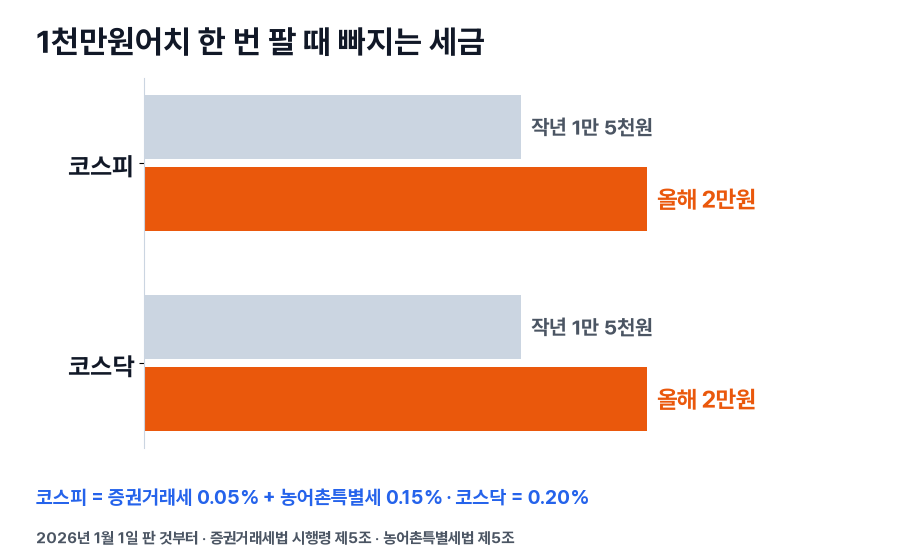 1천만원어치 한 번 팔 때 빠지는 세금
작년 1만 5천원
코스피
올해 2만원
작년 1만 5천원
코스닥
올해 2만원
코스피 = 증권거래세 0.05% + 농어촌특별세 0.15% · 코스닥 = 0.20%
2026년 1월 1일 판 것부터 · 증권거래세법 시행령 제5조 · 농어촌특별세법 제5조